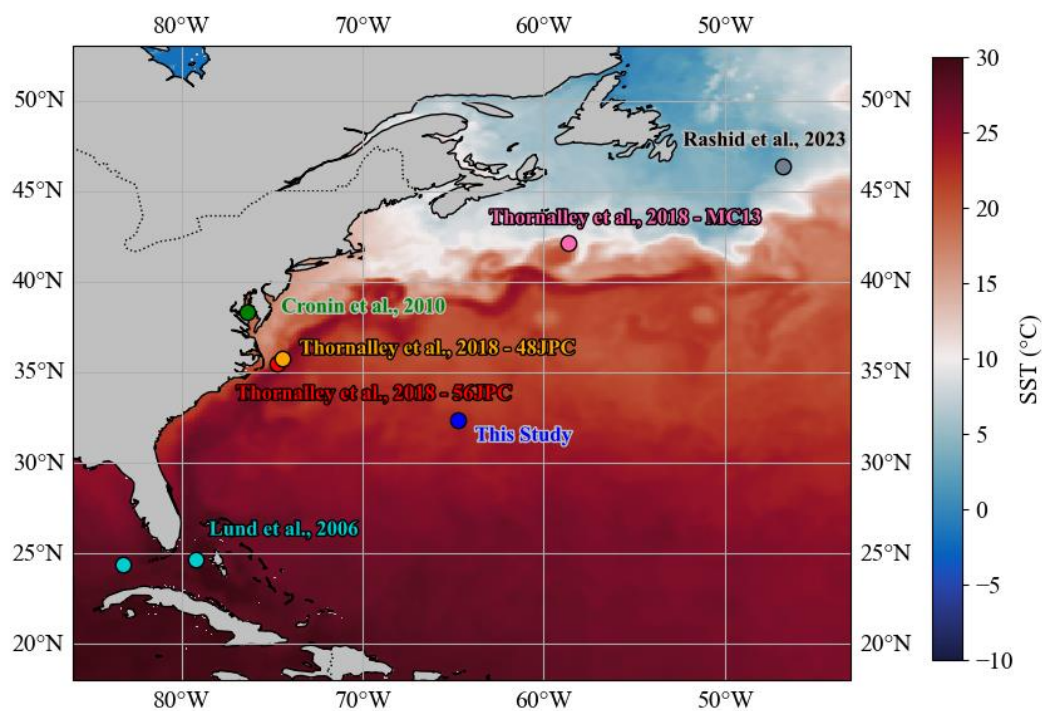 80°W 70°W 60°W 50°W
30
50°N 50°N
Rashid et al., 2023
25
45°N 45°N
20
Thornalley et al., 2018 - MC13
40°N 40°N
15
Cronin et al., 2010
Thornalley et al., 2018 - 48JPC
10
35°N 35°N
SST (°C)
Thornalley et al., 2018 - 56JPC
This Study
5
30°N 30°N
0
Lund et al., 2006
25°N 25°N
−5
20°N 20°N
−10
80°W 70°W 60°W 50°W